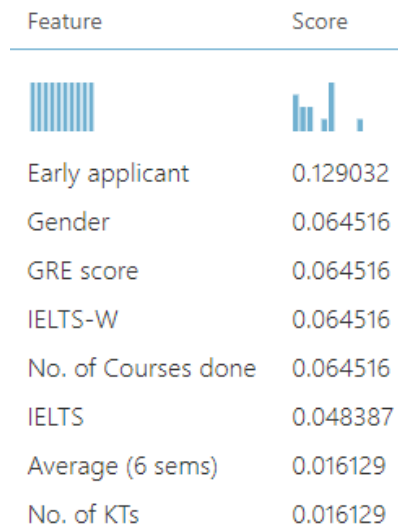 Feature Score
Early applicant 0.129032
Gender 0.064516
GRE score 0.064516
IELTS-W 0.064516
No. of Courses done 0.064516
IELTS 0.048387
Average (6 sems) 0.016129
No. of KTs 0.016129